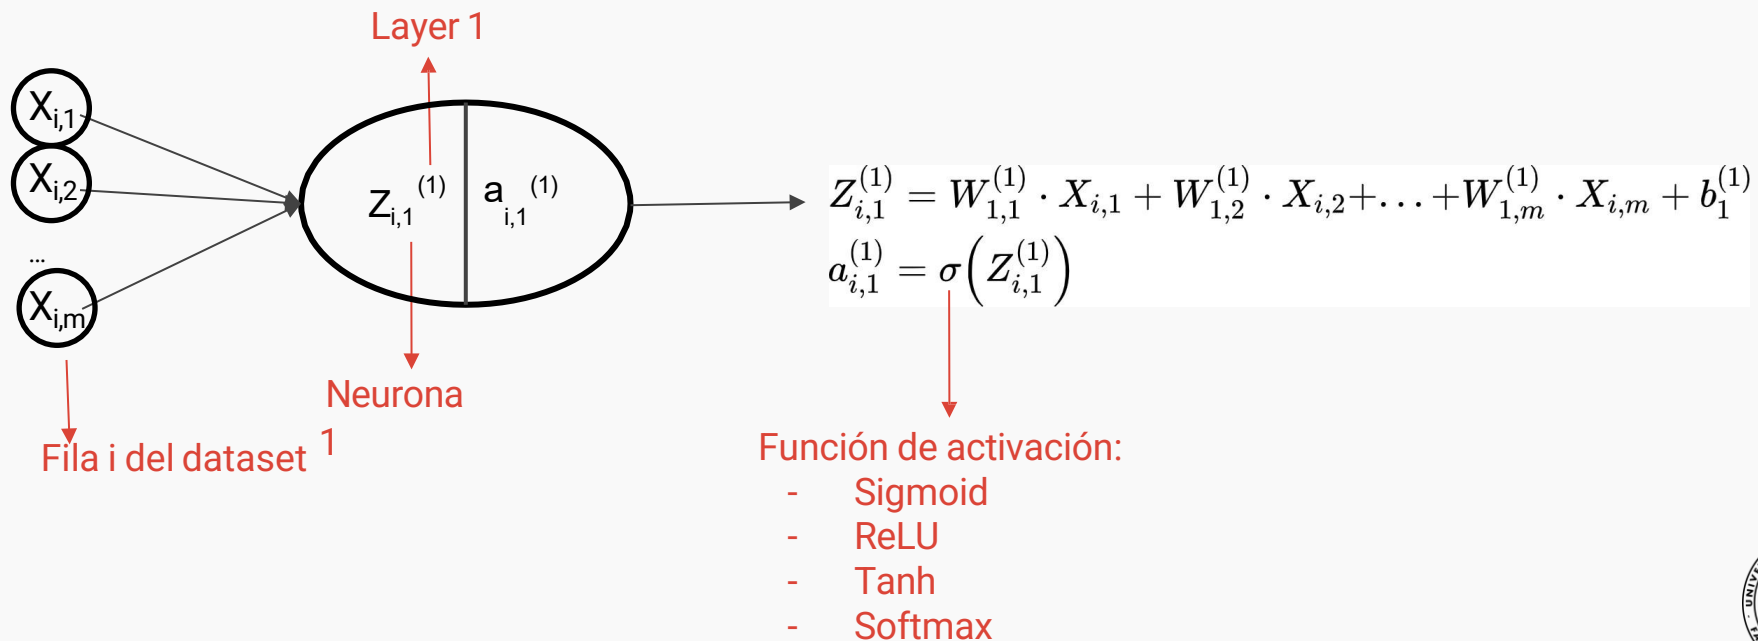 Layer 1
X_{i,1}
X_{i,2}
...
X_{i,m}
Z_{i,1}^{(1)}
a_{i,1}^{(1)}
Z_{i,1}^{(1)} = W_{1,1}^{(1)} · X_{i,1} + W_{1,2}^{(1)} · X_{i,2} + ... + W_{1,m}^{(1)} · X_{i,m} + b_1^{(1)}
a_{i,1}^{(1)} = σ(Z_{i,1}^{(1)})
Neurona
1
Fila i del dataset
Función de activación:
- Sigmoid
- ReLU
- Tanh
- Softmax